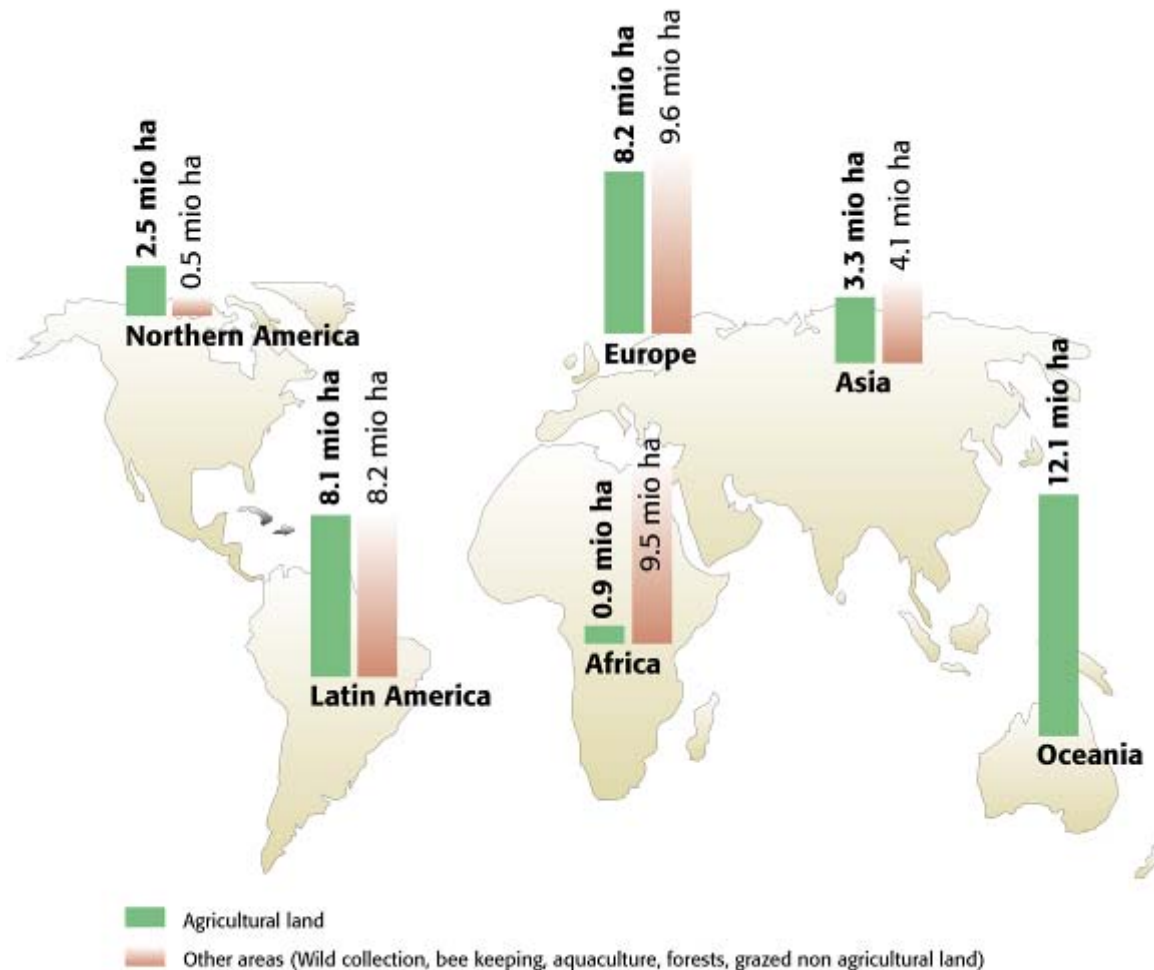 2.5 mio ha
0.5 mio ha
Northern America
8.2 mio ha
9.6 mio ha
Europe
3.3 mio ha
4.1 mio ha
Asia
8.1 mio ha
8.2 mio ha
Latin America
0.9 mio ha
9.5 mio ha
Africa
12.1 mio ha
Oceania
Agricultural land
Other areas (Wild collection, bee keeping, aquaculture, forests, grazed non agricultural land)